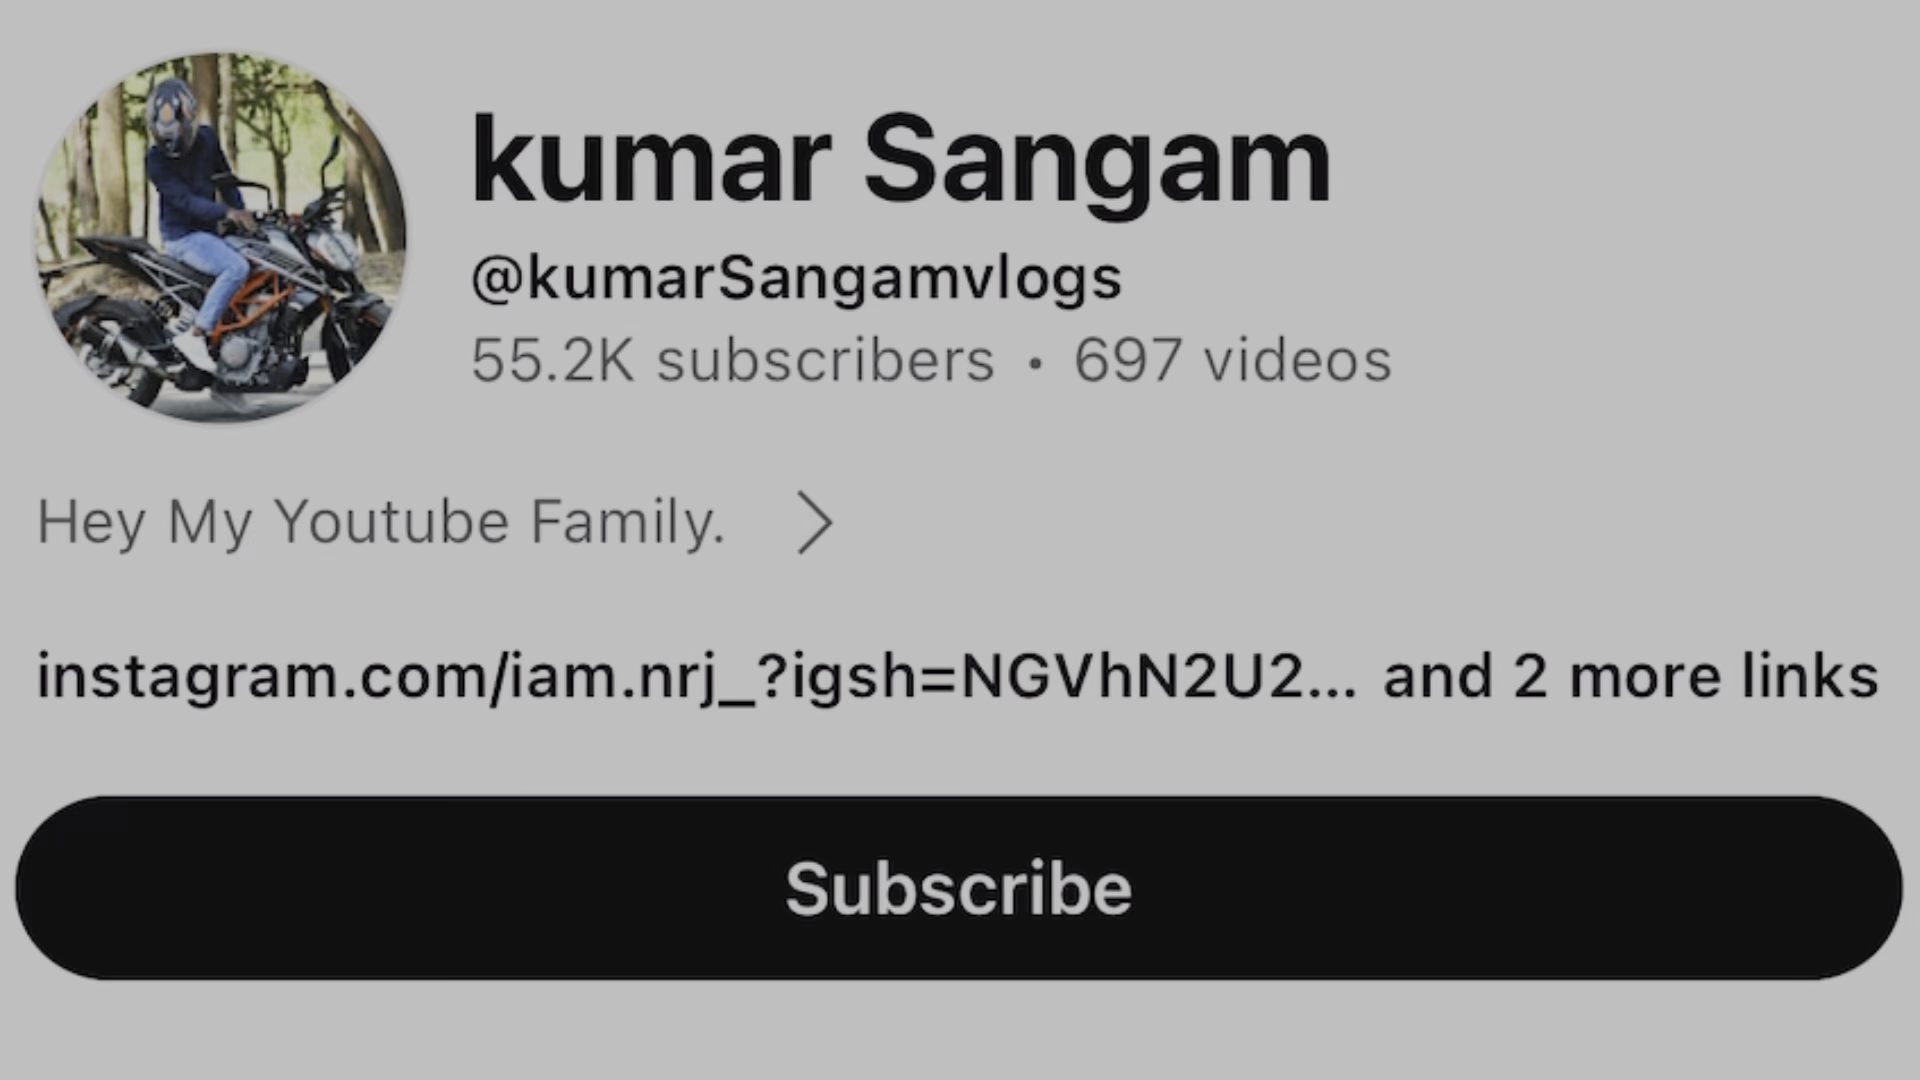 kumar Sangam
@kumarSangamvlogs
55.2K subscribers • 697 videos
Hey My Youtube Family.
instagram.com/iam.nrj_?igsh=NGVhN2U2... and 2 more links
Subscribe